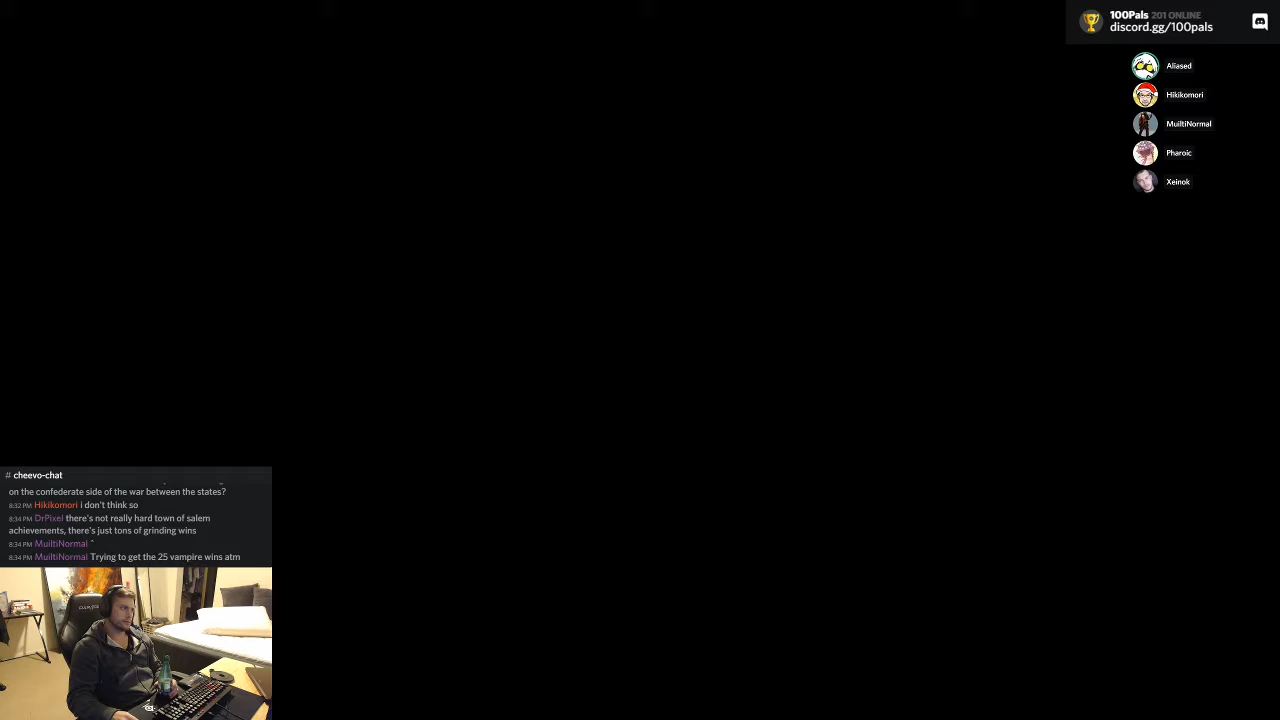 100Pals 201 ONLINE
discord.gg/100pals
Aliased
Hikikomori
MuiltiNormal
Pharoic
Xeinok
# cheevo-chat
on the confederate side of the war between the states?
8:32 PM Hikikomori i don't think so
8:34 PM DrPixel there's not really hard town of salem
achievements, there's just tons of grinding wins
8:34 PM MuiltiNormal ^
8:34 PM MuiltiNormal Trying to get the 25 vampire wins atm